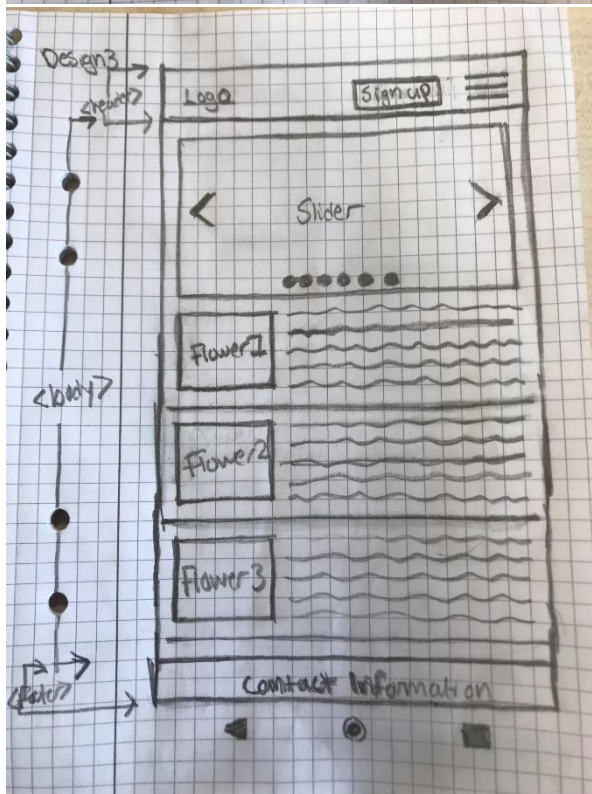 Design3
<header>
Logo
Sign up
Slider
Flower1
<body>
Flower2
Flower3
<footer>
Contact Information